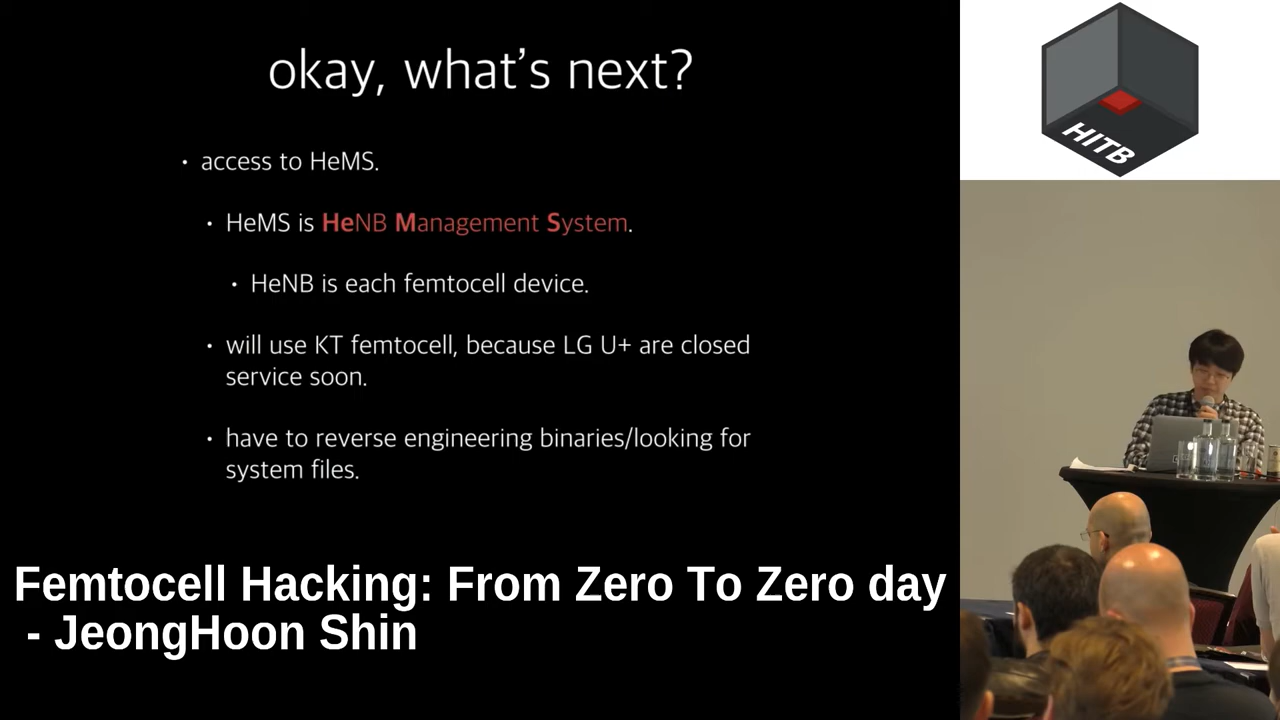 okay, what's next?
• access to HeMS.
• HeMS is HeNB Management System.
• HeNB is each femtocell device.
• will use KT femtocell, because LG U+ are closed
service soon.
• have to reverse engineering binaries/looking for
system files.
Femtocell Hacking: From Zero To Zero day
- JeongHoon Shin
HITB